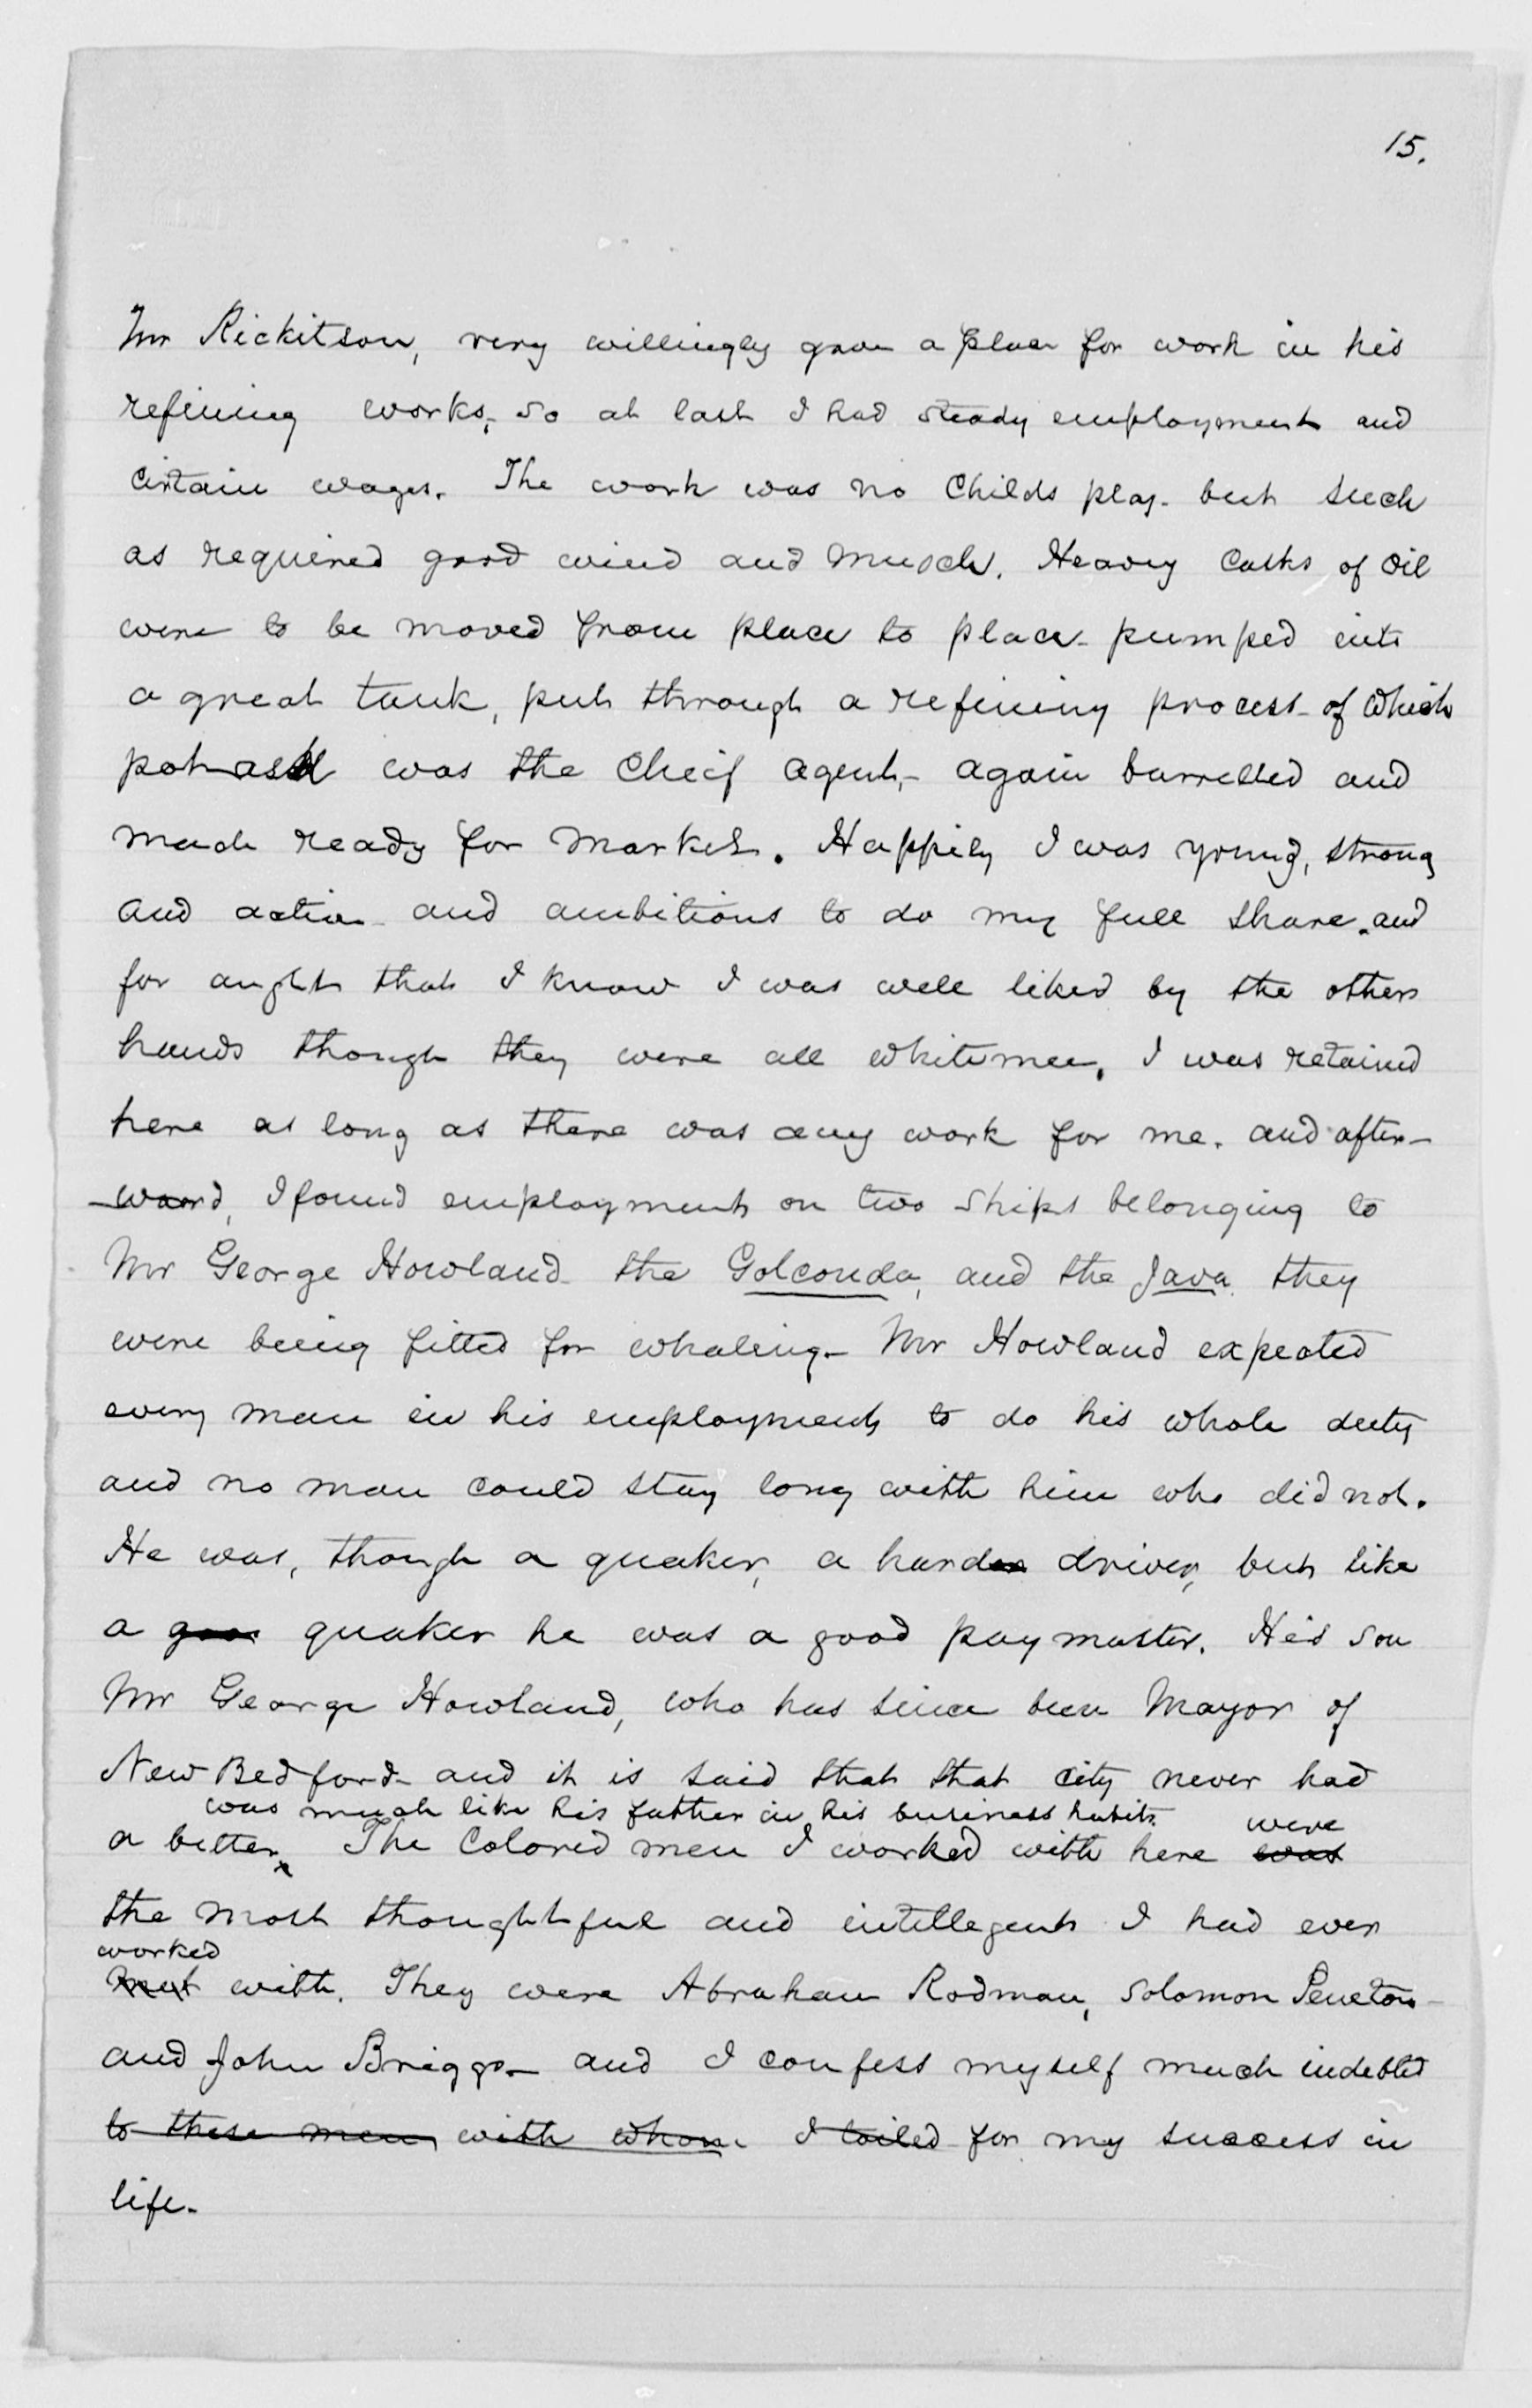 15.
Mr Rickitson, very willingly gave a place for work in his
refining works, so at last I had steady employment and
certain wages. The work was no Childs play- but such
as required good wind and muscle. Heavy Casks of oil
were to be moved from place to place- pumped into
a great tank, put through a refining process- of which
potash was the Cheif agent,- again barrelled and
made ready for market. Happily I was young, strong
and active- and ambitious to do my full share. and
for aught that I know I was well liked by the others
hands though they were all whitemen. I was retained
here as long as there was any work for me. and after-
-ward, I found employment on two ships belonging to
Mr George Howland- the Golconda, and the Java. they
were being fitted for whaling- Mr Howland expected
every man in his employment to do his whole duty
and no man could stay long with him who did not.
He was, though a quaker, a hard driver, but like
a goo quaker he was a good pay master. His son
Mr George Howland, who has since been Mayor of
New Bedford- and it is said that that city never had
was much like his father in his business habits. were
a better x The Colored men I worked with here was
the most thoughtful and intellegent I had ever
worked
met with. They were Abraham Rodman, Solomon Peneton-
and John Briggs- and I confess myself much indebted
to these men, with whom I toiled for my success in
life-